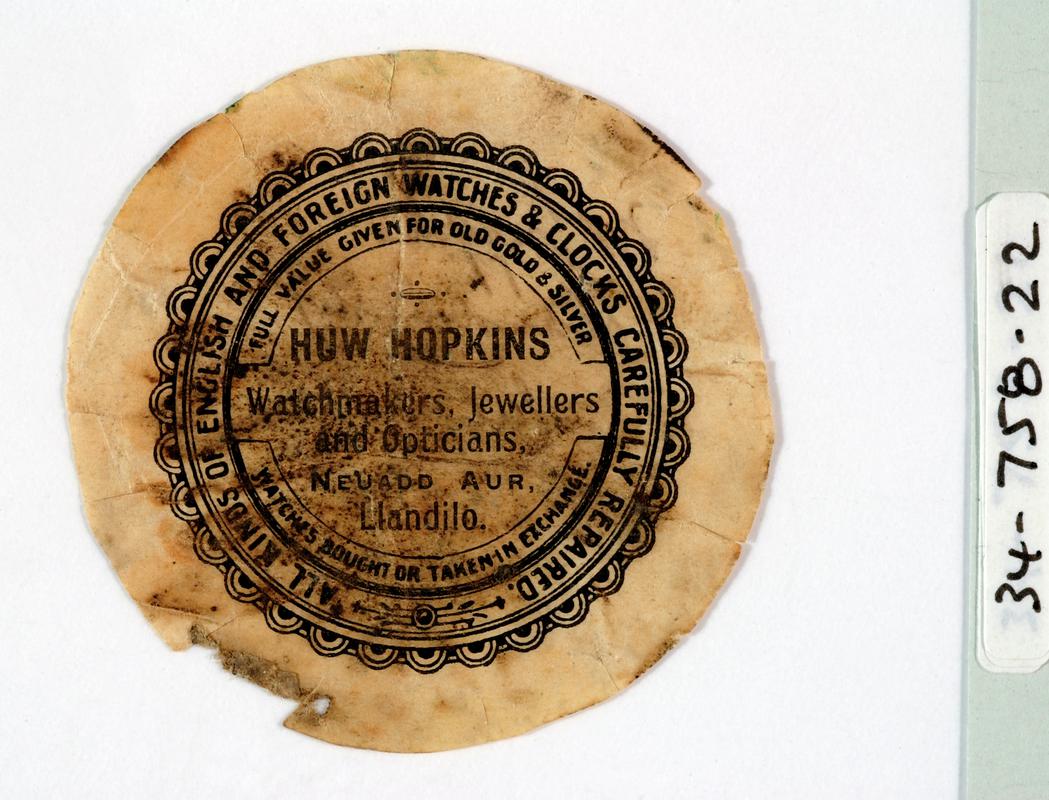 ALL KINDS OF ENGLISH AND FOREIGN WATCHES & CLOCKS CAREFULLY REPAIRED.
FULL VALUE GIVEN FOR OLD GOLD & SILVER
HUW HOPKINS
Watchmakers, Jewellers
and Opticians,
NEUADD AUR,
Llandilo.
WATCHES BOUGHT OR TAKEN IN EXCHANGE.
34-758-22